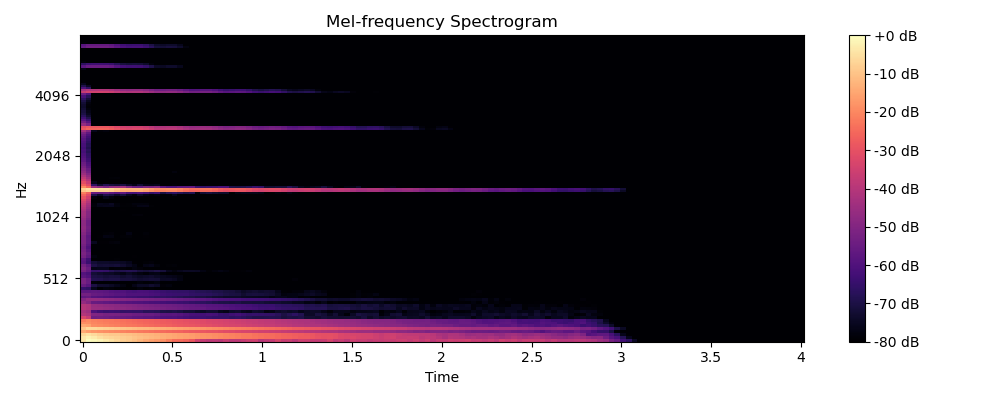 Mel-frequency Spectrogram
Hz
4096
2048
1024
512
0
0 0.5 1 1.5 2 2.5 3 3.5 4
Time
+0 dB
-10 dB
-20 dB
-30 dB
-40 dB
-50 dB
-60 dB
-70 dB
-80 dB